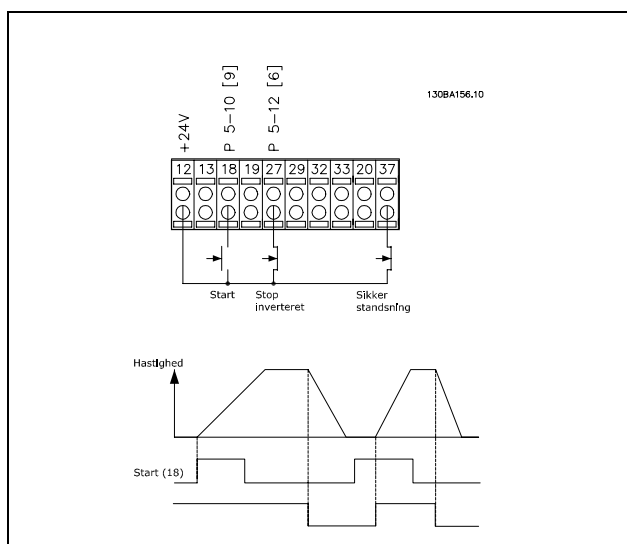 130BA156.10
+24V
P 5-10 [9]
P 5-12 [6]
12 13 18 19 27 29 32 33 20 37
Start
Stop inverteret
Sikker standsning
Hastighed
Start (18)